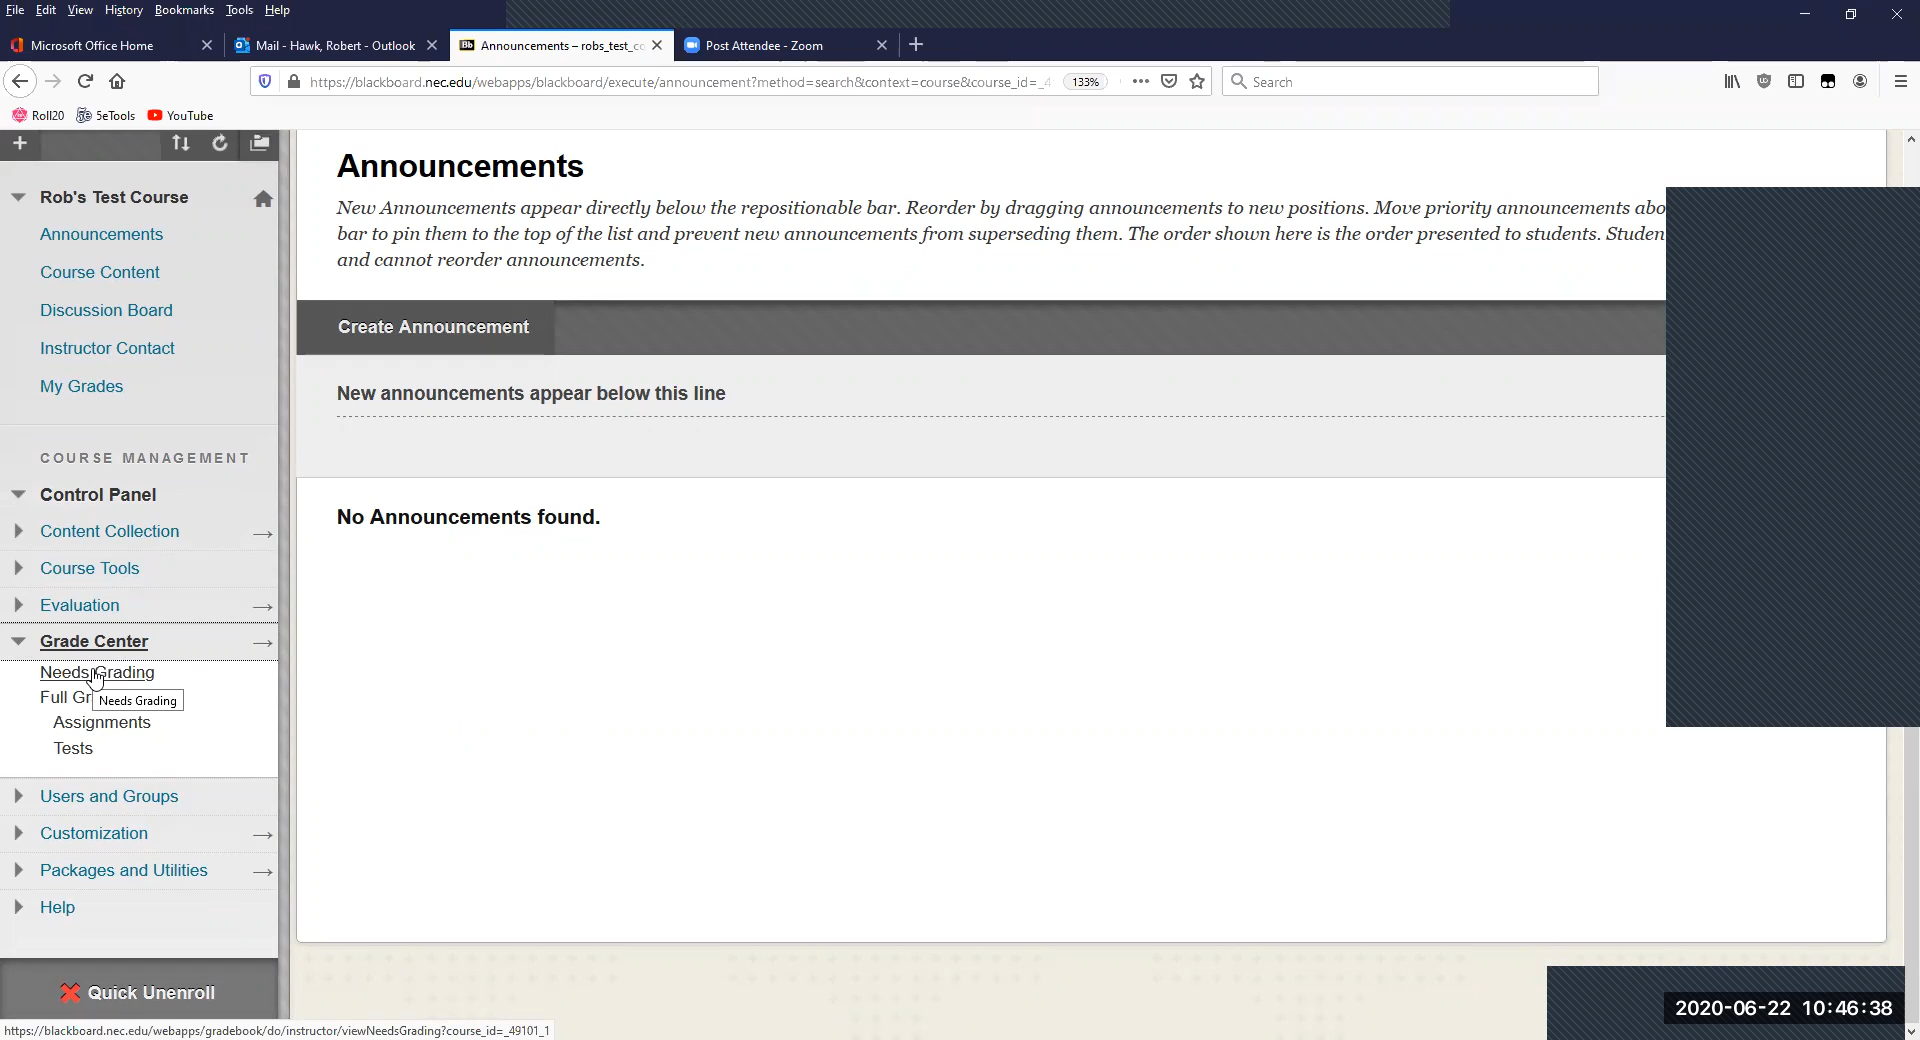 File Edit View History Bookmarks Tools Help
Microsoft Office Home
Mail - Hawk, Robert - Outlook
Announcements – robs_test_co
Post Attendee - Zoom
https://blackboard.nec.edu/webapps/blackboard/execute/announcement?method=search&context=course&course_id=_4
133%
Search
Roll20
5eTools
YouTube
Rob's Test Course
Announcements
Course Content
Discussion Board
Instructor Contact
My Grades
COURSE MANAGEMENT
Control Panel
Content Collection
Course Tools
Evaluation
Grade Center
Needs Grading
Full Gr
Needs Grading
Assignments
Tests
Users and Groups
Customization
Packages and Utilities
Help
Quick Unenroll
https://blackboard.nec.edu/webapps/gradebook/do/instructor/viewNeedsGrading?course_id=_49101_1
Announcements
New Announcements appear directly below the repositionable bar. Reorder by dragging announcements to new positions. Move priority announcements abo
bar to pin them to the top of the list and prevent new announcements from superseding them. The order shown here is the order presented to students. Studen
and cannot reorder announcements.
Create Announcement
New announcements appear below this line
No Announcements found.
2020-06-22 10:46:38